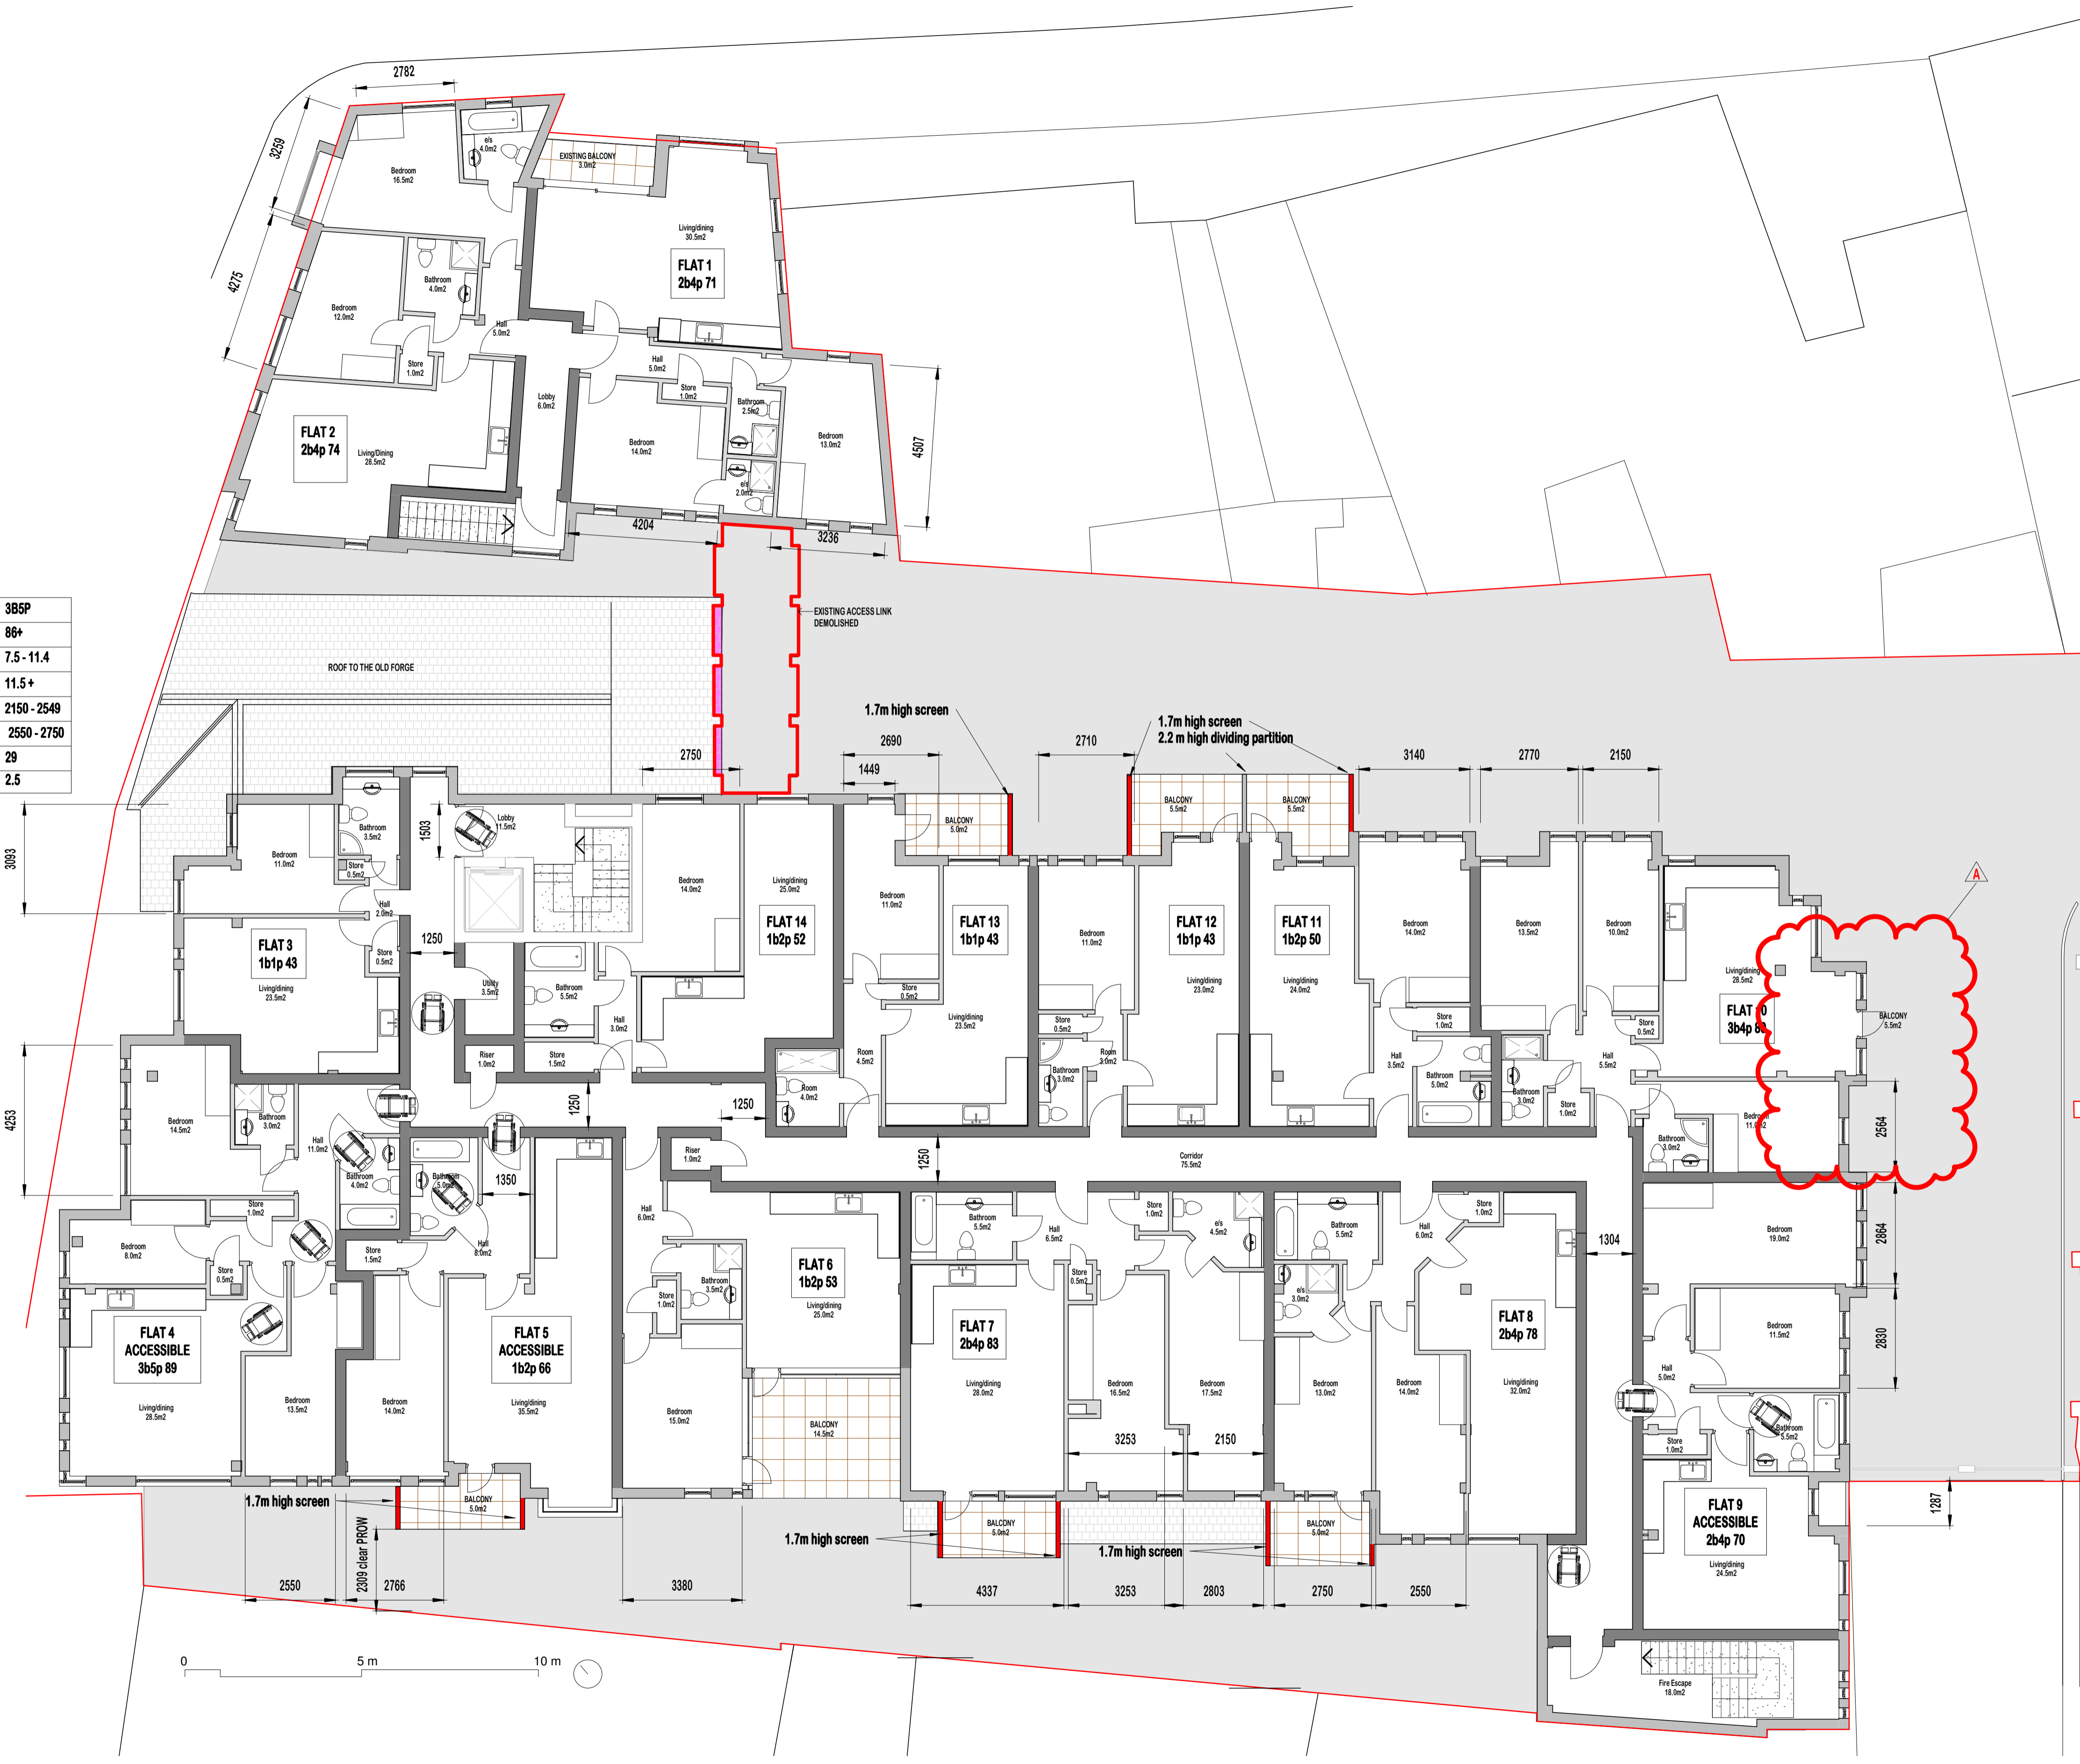 2782
3259
4275
e/s
4.0m2
Bedroom
16.5m2
EXISTING BALCONY
3.0m2
Living/dining
30.5m2
FLAT 1
2b4p 71
Bathroom
4.0m2
Bedroom
12.0m2
Hall
5.0m2
Store
1.0m2
Hall
5.0m2
Store
1.0m2
Lobby
6.0m2
Bathroom
2.5m2
FLAT 2
2b4p 74
Living/Dining
28.5m2
Bedroom
14.0m2
Bedroom
13.0m2
e/s
2.0m2
4507
4204
3236
3B5P
86+
7.5 - 11.4
11.5 +
2150 - 2549
2550 - 2750
29
2.5
EXISTING ACCESS LINK
DEMOLISHED
ROOF TO THE OLD FORGE
1.7m high screen
1.7m high screen
2.2 m high dividing partition
2750
2690
1449
2710
3140
2770
2150
3093
1503
Lobby
11.5m2
Bathroom
3.5m2
Bedroom
11.0m2
Store
0.5m2
Hall
2.0m2
FLAT 3
1b1p 43
Living/dining
23.5m2
Store
0.5m2
1250
Utility
3.5m2
Bathroom
5.5m2
Hall
3.0m2
Riser
1.0m2
Store
1.5m2
Bedroom
14.0m2
Living/dining
25.0m2
FLAT 14
1b2p 52
BALCONY
5.0m2
Bedroom
11.0m2
FLAT 13
1b1p 43
Store
0.5m2
Living/dining
23.5m2
Room
4.5m2
Room
4.0m2
BALCONY
5.5m2
BALCONY
5.5m2
Bedroom
11.0m2
FLAT 12
1b1p 43
Living/dining
23.0m2
Store
0.5m2
Room
3.0m2
Bathroom
3.0m2
FLAT 11
1b2p 50
Living/dining
24.0m2
Bedroom
14.0m2
Store
1.0m2
Hall
3.5m2
Bathroom
5.0m2
Bedroom
13.5m2
Bedroom
10.0m2
Store
0.5m2
Hall
5.5m2
Bathroom
3.0m2
Store
1.0m2
Living/dining
28.5m2
FLAT 10
3b4p 80
BALCONY
5.5m2
A
Bathroom
3.0m2
Bedroom
11.0m2
2564
4253
Bedroom
14.5m2
Bathroom
3.0m2
Hall
11.0m2
Bathroom
4.0m2
Bathroom
5.0m2
1350
1250
1250
1250
Riser
1.0m2
Corridor
75.5m2
Store
1.0m2
Bedroom
8.0m2
Store
0.5m2
Store
1.5m2
Hall
8.0m2
FLAT 4
ACCESSIBLE
3b5p 89
Living/dining
28.5m2
Bedroom
13.5m2
Bedroom
14.0m2
FLAT 5
ACCESSIBLE
1b2p 66
Living/dining
35.5m2
Hall
6.0m2
Bathroom
3.5m2
Store
1.0m2
Bedroom
15.0m2
FLAT 6
1b2p 53
Living/dining
25.0m2
BALCONY
14.5m2
Bathroom
5.5m2
Hall
6.5m2
Store
1.0m2
e/s
4.5m2
Store
0.5m2
FLAT 7
2b4p 83
Living/dining
28.0m2
Bedroom
16.5m2
Bedroom
17.5m2
3253
2150
Bathroom
5.5m2
Hall
6.0m2
Store
1.0m2
e/s
3.0m2
Bedroom
13.0m2
Bedroom
14.0m2
FLAT 8
2b4p 78
Living/dining
32.0m2
1304
Bedroom
19.0m2
2864
Bedroom
11.5m2
2830
Hall
5.0m2
Store
1.0m2
Bathroom
5.5m2
FLAT 9
ACCESSIBLE
2b4p 70
Living/dining
24.5m2
1287
Fire Escape
18.0m2
1.7m high screen
BALCONY
5.0m2
2309 clear PROW
1.7m high screen
BALCONY
5.0m2
1.7m high screen
BALCONY
5.0m2
2550
2766
3380
4337
3253
2803
2750
2550
0
5 m
10 m